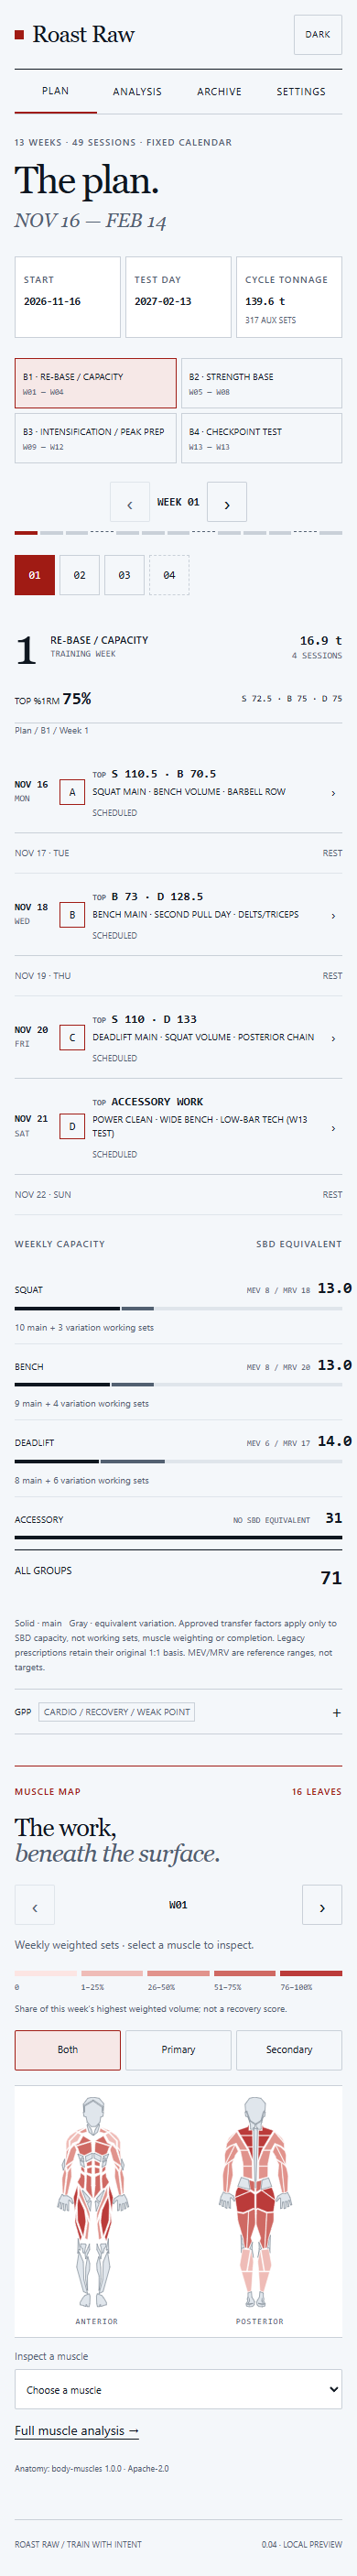 Roast Raw
DARK
PLAN
ANALYSIS
ARCHIVE
SETTINGS
13 WEEKS · 49 SESSIONS · FIXED CALENDAR
The plan.
NOV 16 — FEB 14
START
2026-11-16
TEST DAY
2027-02-13
CYCLE TONNAGE
139.6 t
317 AUX SETS
B1 · RE-BASE / CAPACITY
W01 — W04
B2 · STRENGTH BASE
W05 — W08
B3 · INTENSIFICATION / PEAK PREP
W09 — W12
B4 · CHECKPOINT TEST
W13 — W13
‹ WEEK 01 ›
01
02
03
04
1
RE-BASE / CAPACITY
TRAINING WEEK
16.9 t
4 SESSIONS
TOP %1RM 75%
S 72.5 · B 75 · D 75
Plan / B1 / Week 1
NOV 16
MON
A
TOP S 110.5 · B 70.5
SQUAT MAIN · BENCH VOLUME · BARBELL ROW
SCHEDULED
›
NOV 17 · TUE
REST
NOV 18
WED
B
TOP B 73 · D 128.5
BENCH MAIN · SECOND PULL DAY · DELTS/TRICEPS
SCHEDULED
›
NOV 19 · THU
REST
NOV 20
FRI
C
TOP S 110 · D 133
DEADLIFT MAIN · SQUAT VOLUME · POSTERIOR CHAIN
SCHEDULED
›
NOV 21
SAT
D
TOP ACCESSORY WORK
POWER CLEAN · WIDE BENCH · LOW-BAR TECH (W13
TEST)
SCHEDULED
›
NOV 22 · SUN
REST
WEEKLY CAPACITY
SBD EQUIVALENT
SQUAT
MEV 8 / MRV 18 13.0
10 main + 3 variation working sets
BENCH
MEV 8 / MRV 20 13.0
9 main + 4 variation working sets
DEADLIFT
MEV 6 / MRV 17 14.0
8 main + 6 variation working sets
ACCESSORY
NO SBD EQUIVALENT 31
ALL GROUPS
71
Solid · main Gray · equivalent variation. Approved transfer factors apply only to
SBD capacity, not working sets, muscle weighting or completion. Legacy
prescriptions retain their original 1:1 basis. MEV/MRV are reference ranges, not
targets.
GPP CARDIO / RECOVERY / WEAK POINT +
MUSCLE MAP
16 LEAVES
The work,
beneath the surface.
‹ W01 ›
Weekly weighted sets · select a muscle to inspect.
0
1–25%
26–50%
51–75%
76–100%
Share of this week's highest weighted volume; not a recovery score.
Both
Primary
Secondary
ANTERIOR
POSTERIOR
Inspect a muscle
Choose a muscle
Full muscle analysis →
Anatomy: body-muscles 1.0.0 · Apache-2.0
ROAST RAW / TRAIN WITH INTENT
0.04 · LOCAL PREVIEW